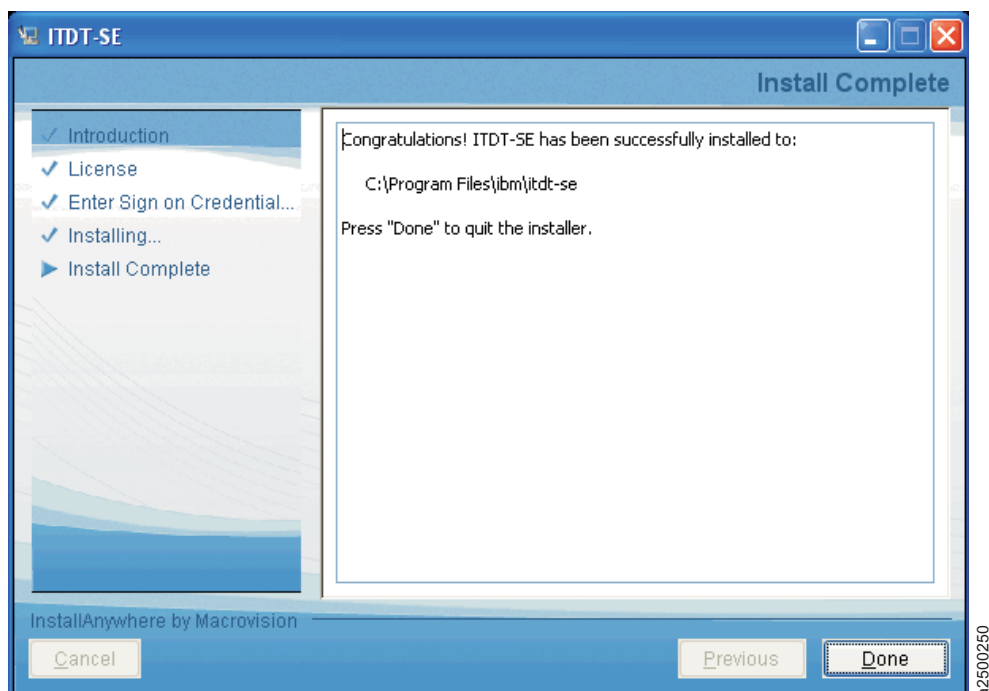 ITDT-SE
Install Complete
Introduction
License
Enter Sign on Credential...
Installing...
Install Complete
Congratulations! ITDT-SE has been successfully installed to:
C:\Program Files\ibm\itdt-se
Press "Done" to quit the installer.
InstallAnywhere by Macrovision
Cancel
Previous
Done
a2500250